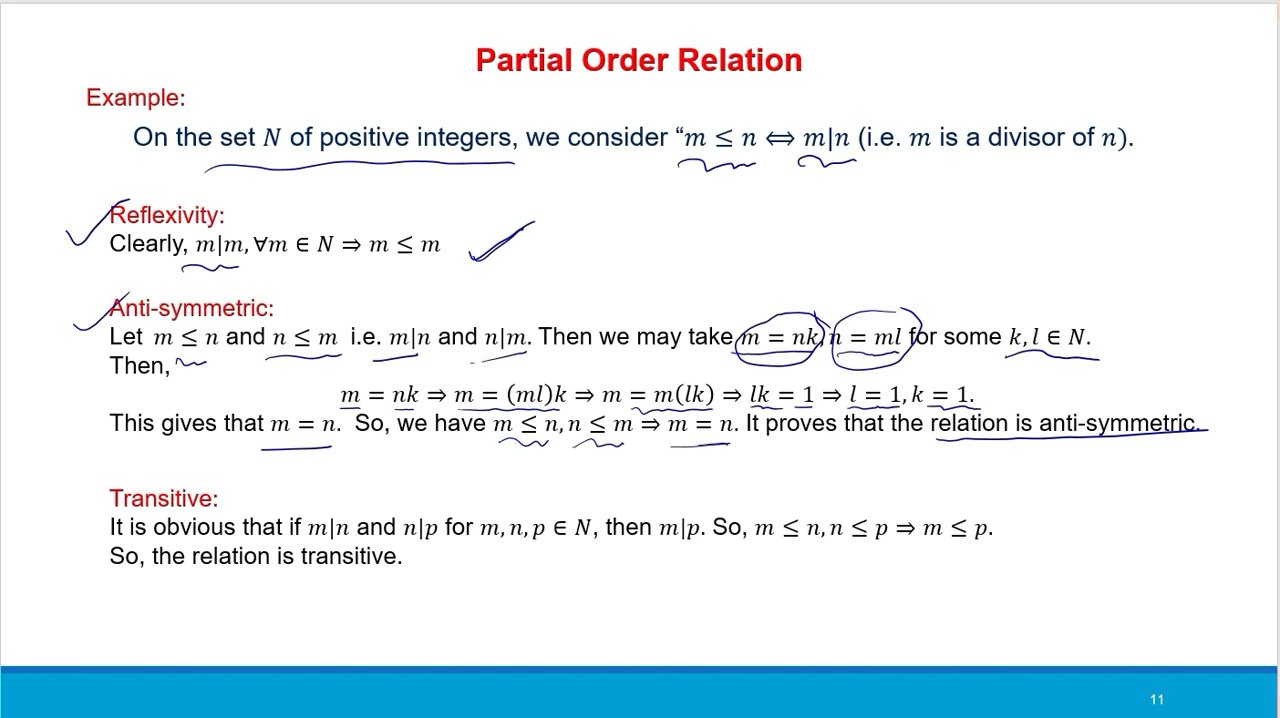 Partial Order Relation
Example:
On the set N of positive integers, we consider “m ≤ n ⇔ m|n (i.e. m is a divisor of n).
Reflexivity:
Clearly, m|m, ∀m ∈ N ⇒ m ≤ m
Anti-symmetric:
Let m ≤ n and n ≤ m i.e. m|n and n|m. Then we may take m = nk, n = ml for some k, l ∈ N.
Then,
m = nk ⇒ m = (ml)k ⇒ m = m(lk) ⇒ lk = 1 ⇒ l = 1, k = 1.
This gives that m = n. So, we have m ≤ n, n ≤ m ⇒ m = n. It proves that the relation is anti-symmetric.
Transitive:
It is obvious that if m|n and n|p for m, n, p ∈ N, then m|p. So, m ≤ n, n ≤ p ⇒ m ≤ p.
So, the relation is transitive.
11